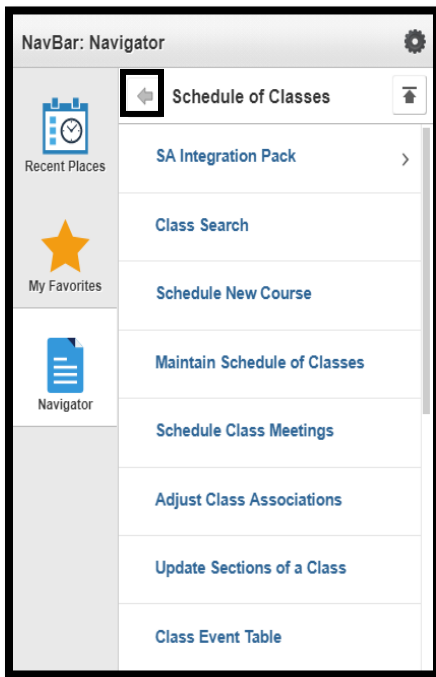 NavBar: Navigator
Schedule of Classes
Recent Places
My Favorites
Navigator
SA Integration Pack
Class Search
Schedule New Course
Maintain Schedule of Classes
Schedule Class Meetings
Adjust Class Associations
Update Sections of a Class
Class Event Table